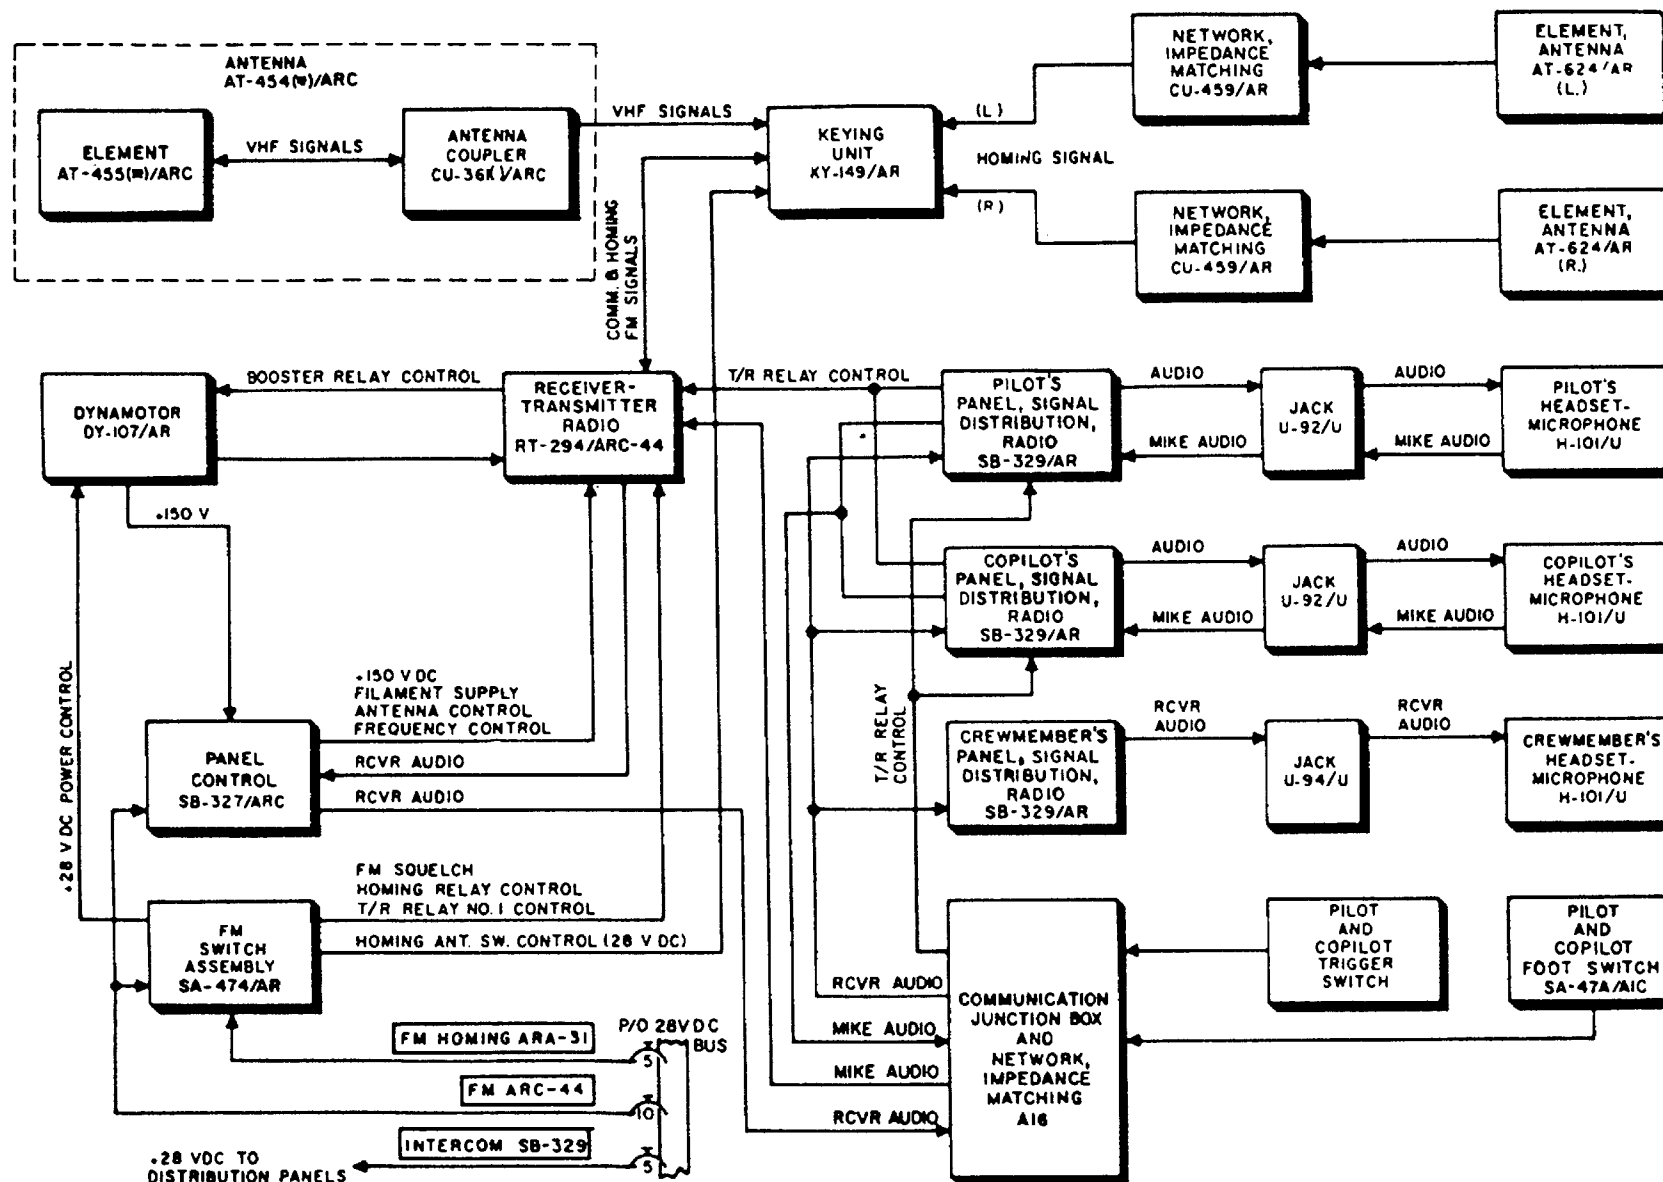 ANTENNA
AT-454(*)/ARC
ELEMENT
AT-455(*)/ARC
VHF SIGNALS
ANTENNA
COUPLER
CU-36( )/ARC
VHF SIGNALS
KEYING
UNIT
KY-149/AR
(L)
HOMING SIGNAL
(R)
NETWORK,
IMPEDANCE
MATCHING
CU-459/AR
ELEMENT,
ANTENNA
AT-624/AR
(L.)
NETWORK,
IMPEDANCE
MATCHING
CU-459/AR
ELEMENT,
ANTENNA
AT-624/AR
(R.)
COMM. & HOMING
FM SIGNALS
DYNAMOTOR
DY-107/AR
BOOSTER RELAY CONTROL
RECEIVER-
TRANSMITTER
RADIO
RT-294/ARC-44
T/R RELAY CONTROL
PILOT'S
PANEL, SIGNAL
DISTRIBUTION,
RADIO
SB-329/AR
AUDIO
MIKE AUDIO
JACK
U-92/U
AUDIO
MIKE AUDIO
PILOT'S
HEADSET-
MICROPHONE
H-101/U
+150 V
COPILOT'S
PANEL, SIGNAL
DISTRIBUTION,
RADIO
SB-329/AR
AUDIO
MIKE AUDIO
JACK
U-92/U
AUDIO
MIKE AUDIO
COPILOT'S
HEADSET-
MICROPHONE
H-101/U
+28 V DC POWER CONTROL
+150 V DC
FILAMENT SUPPLY
ANTENNA CONTROL
FREQUENCY CONTROL
RCVR AUDIO
RCVR AUDIO
PANEL
CONTROL
SB-327/ARC
T/R RELAY
CONTROL
CREWMEMBER'S
PANEL, SIGNAL
DISTRIBUTION,
RADIO
SB-329/AR
RCVR
AUDIO
JACK
U-94/U
RCVR
AUDIO
CREWMEMBER'S
HEADSET-
MICROPHONE
H-101/U
FM SQUELCH
HOMING RELAY CONTROL
T/R RELAY NO. 1 CONTROL
HOMING ANT. SW. CONTROL (28 V DC)
FM
SWITCH
ASSEMBLY
SA-474/AR
RCVR AUDIO
MIKE AUDIO
MIKE AUDIO
RCVR AUDIO
COMMUNICATION
JUNCTION BOX
AND
NETWORK,
IMPEDANCE
MATCHING
A16
PILOT
AND
COPILOT
TRIGGER
SWITCH
PILOT
AND
COPILOT
FOOT SWITCH
SA-47A/AIC
P/O 28V DC
BUS
FM HOMING ARA-31
5
FM ARC-44
10
INTERCOM SB-329
5
+28 VDC TO
DISTRIBUTION PANELS